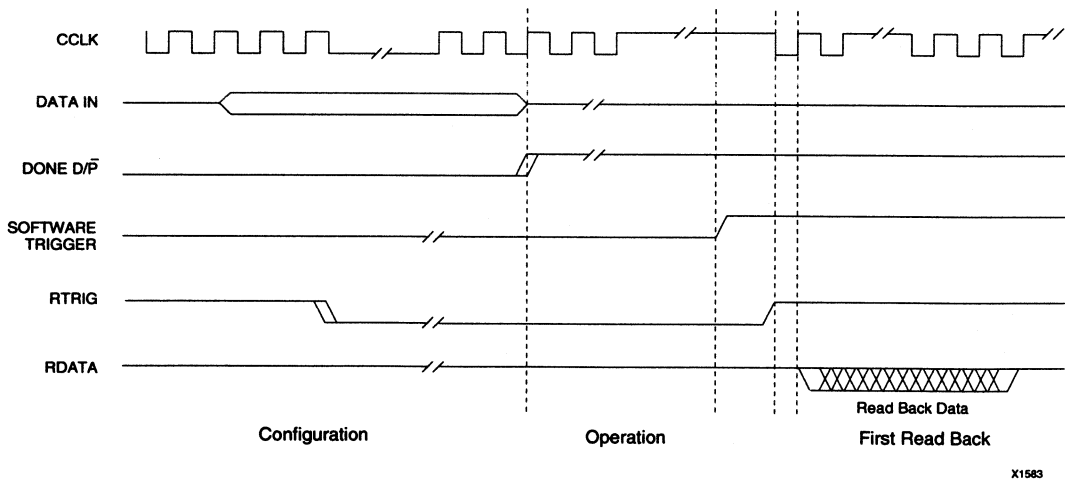 CCLK
DATA IN
DONE D/P̅
SOFTWARE
TRIGGER
RTRIG
RDATA
Read Back Data
Configuration
Operation
First Read Back
X1583